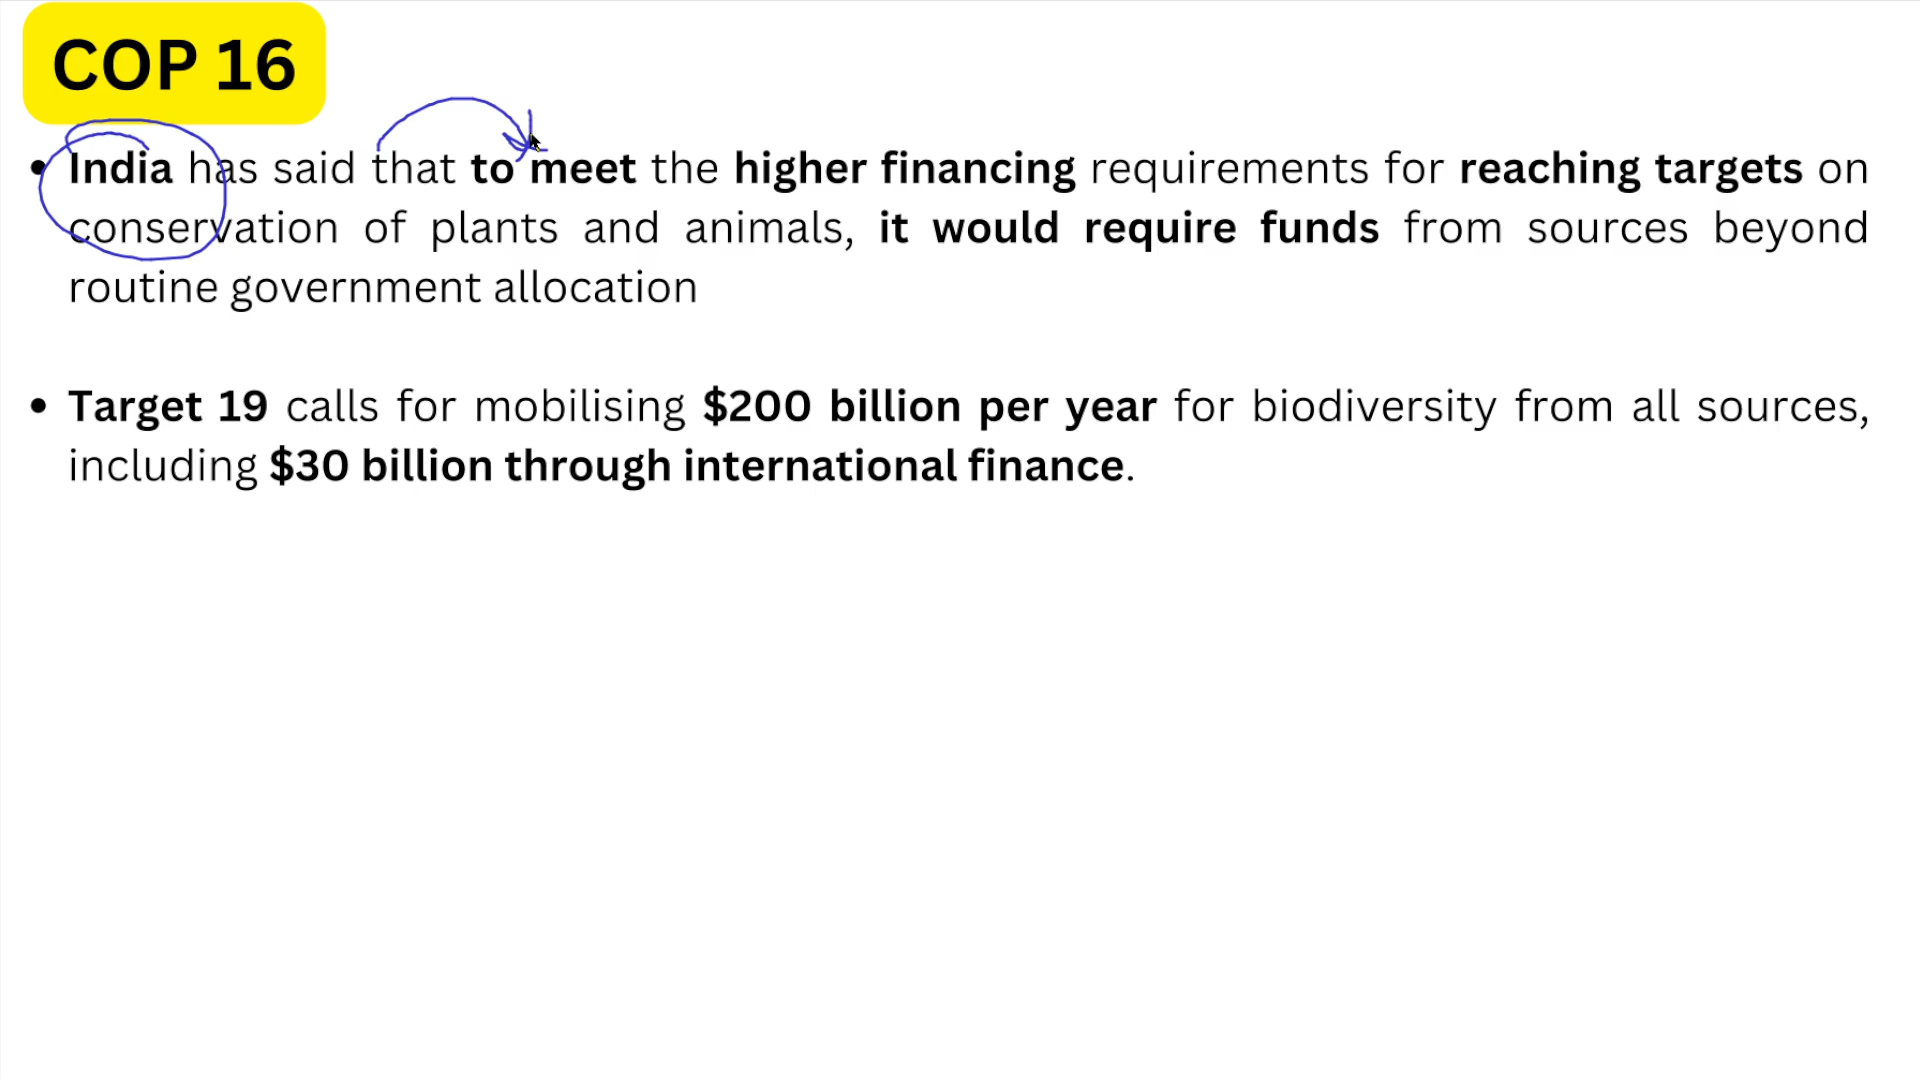 COP 16
• India has said that to meet the higher financing requirements for reaching targets on
conservation of plants and animals, it would require funds from sources beyond
routine government allocation
• Target 19 calls for mobilising $200 billion per year for biodiversity from all sources,
including $30 billion through international finance.